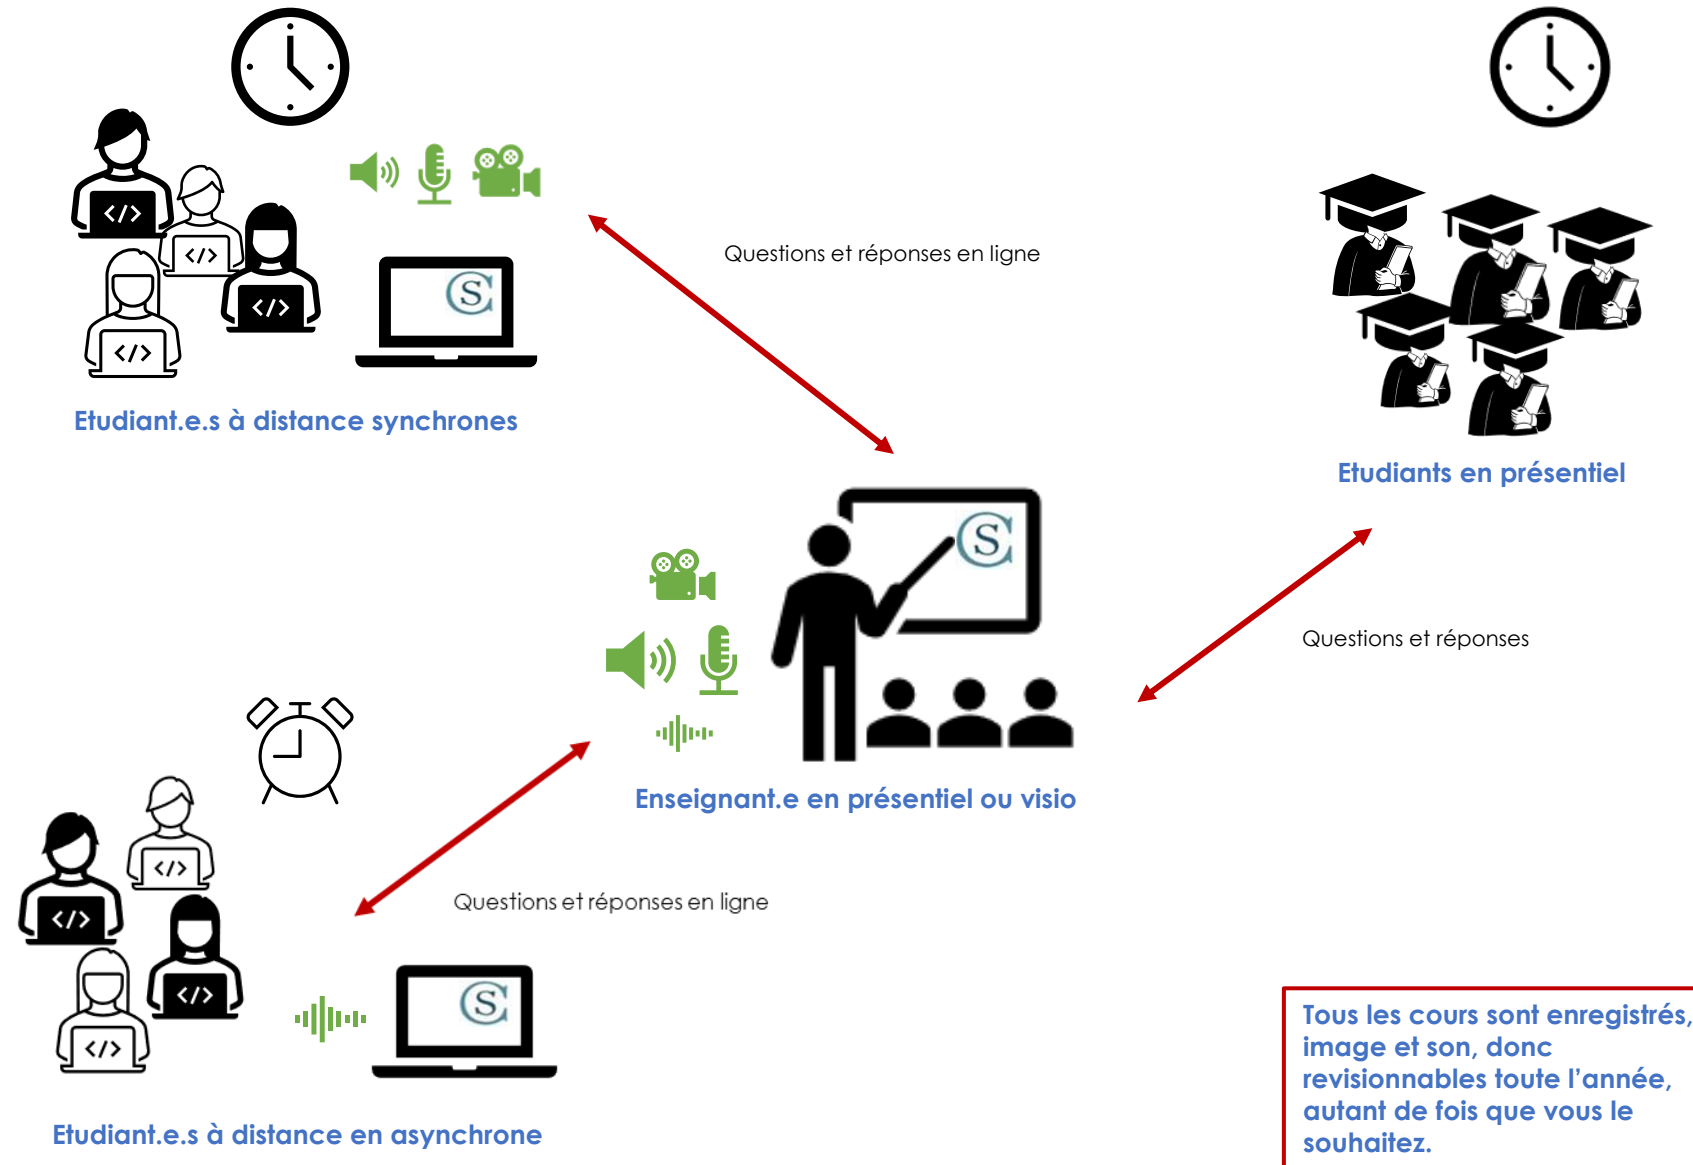 </>
</>
</>
</>
S
C
Questions et réponses en ligne
Etudiant.e.s à distance synchrones
Etudiants en présentiel
S
C
Questions et réponses
Enseignant.e en présentiel ou visio
</>
</>
</>
</>
Questions et réponses en ligne
S
C
Tous les cours sont enregistrés,
image et son, donc
revisionnables toute l’année,
autant de fois que vous le
souhaitez.
Etudiant.e.s à distance en asynchrone